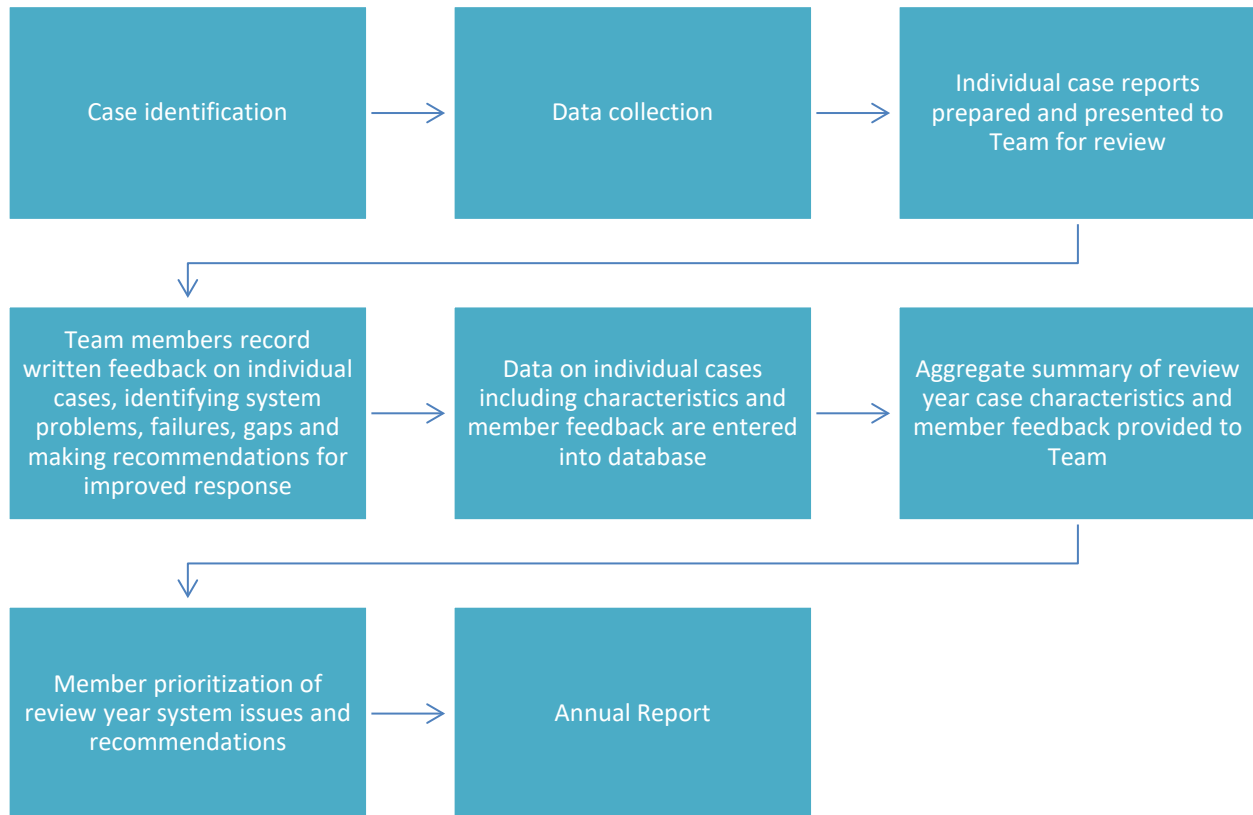 Case identification
Data collection
Individual case reports
prepared and presented to
Team for review
Team members record
written feedback on individual
cases, identifying system
problems, failures, gaps and
making recommendations for
improved response
Data on individual cases
including characteristics and
member feedback are entered
into database
Aggregate summary of review
year case characteristics and
member feedback provided to
Team
Member prioritization of
review year system issues and
recommendations
Annual Report